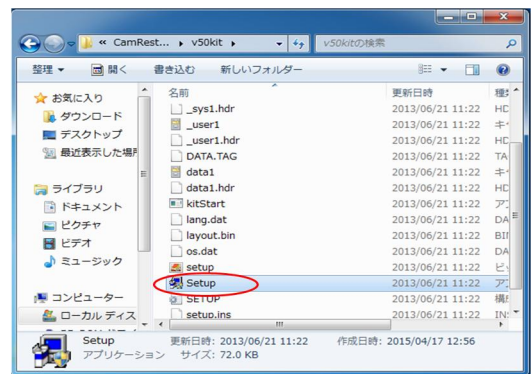 « CamRest... ▸ v50kit ▸
v50kitの検索
整理 ▼ 開く 書き込む 新しいフォルダー
名前 更新日時 種類
お気に入り
ダウンロード
デスクトップ
最近表示した場所
ライブラリ
ドキュメント
ピクチャ
ビデオ
ミュージック
コンピューター
ローカル ディス
_sys1.hdr 2013/06/21 11:22 HD
_user1 2013/06/21 11:22 キャ
_user1.hdr 2013/06/21 11:22 HD
DATA.TAG 2013/06/21 11:22 TA
data1 2013/06/21 11:22 キャ
data1.hdr 2013/06/21 11:22 HD
kitStart 2013/06/21 11:22 アプ
lang.dat 2013/06/21 11:22 DA
layout.bin 2013/06/21 11:22 BIN
os.dat 2013/06/21 11:22 DA
setup 2013/06/21 11:22 ビッ
Setup 2013/06/21 11:22 アプ
SETUP 2013/06/21 11:22 構成
setup.ins 2013/06/21 11:22 INS
Setup 更新日時: 2013/06/21 11:22 作成日時: 2015/04/17 12:56
アプリケーション サイズ: 72.0 KB